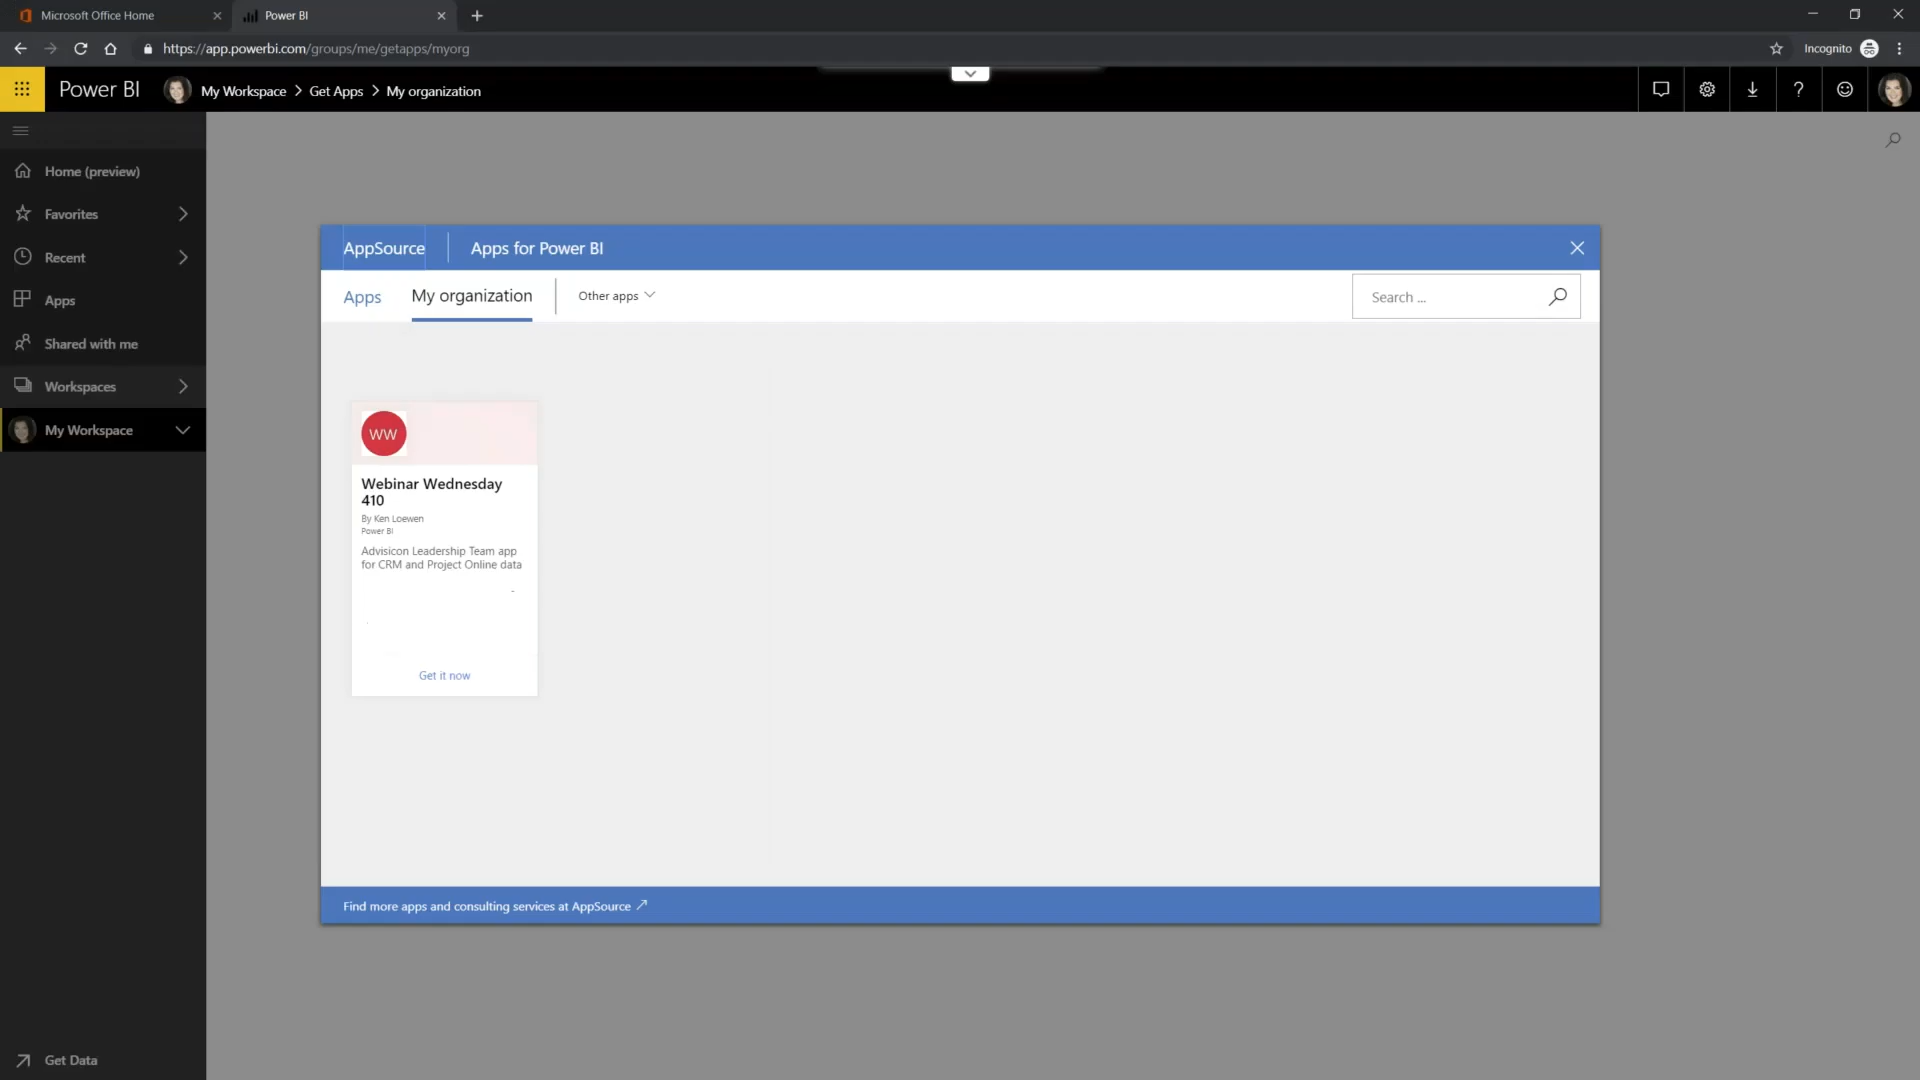 Microsoft Office Home
Power BI
https://app.powerbi.com/groups/me/getapps/myorg
Incognito
Power BI
My Workspace > Get Apps > My organization
Home (preview)
Favorites
Recent
Apps
Shared with me
Workspaces
My Workspace
Get Data
AppSource
Apps for Power BI
Apps
My organization
Other apps
Search ...
WW
Webinar Wednesday
410
By Ken Loewen
Power BI
Advisicon Leadership Team app
for CRM and Project Online data
Get it now
Find more apps and consulting services at AppSource